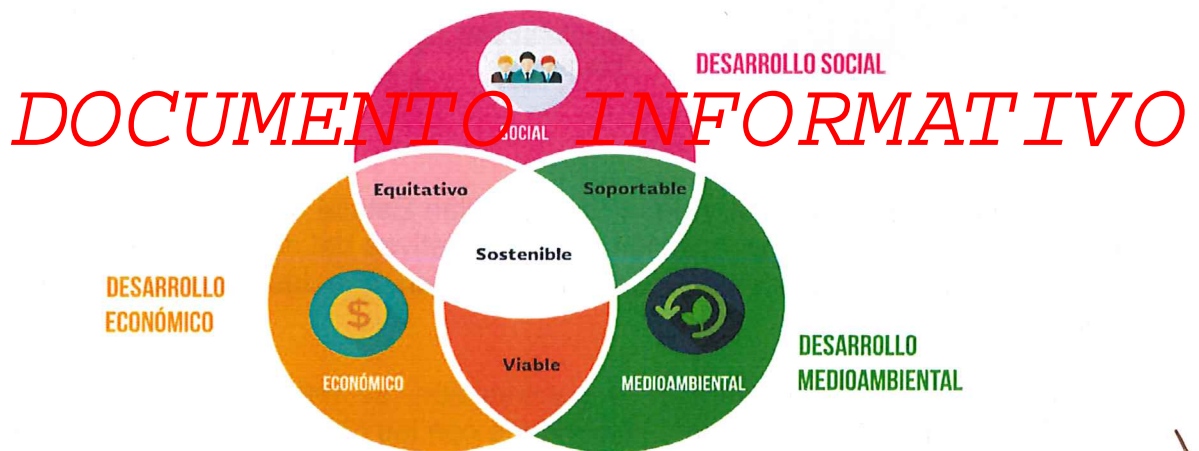 DESARROLLO SOCIAL
DOCUMENTO INFORMATIVO
SOCIAL
Equitativo
Soportable
Sostenible
DESARROLLO
ECONÓMICO
$
Viable
ECONÓMICO
MEDIOAMBIENTAL
DESARROLLO
MEDIOAMBIENTAL